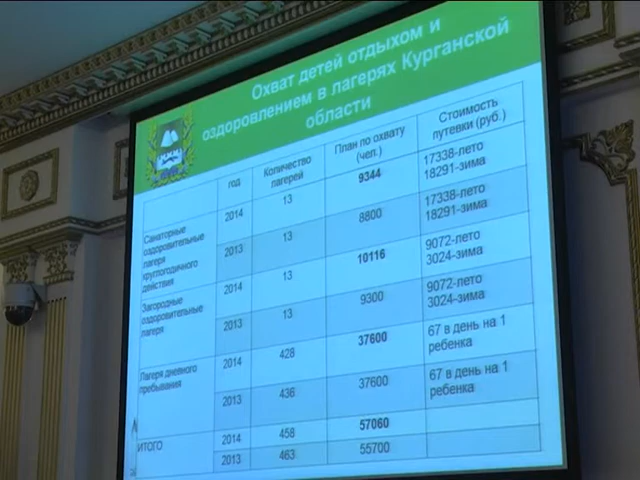 Охват детей отдыхом и
оздоровлением в лагерях Курганской
области
год
Количество
лагерей
План по охвату
(чел.)
Стоимость
путевки (руб.)
Санаторные
оздоровительные
лагеря
круглогодичного
действия
2014
13
9344
17338-лето
18291-зима
2013
13
8800
17338-лето
18291-зима
Загородные
оздоровительные
лагеря
2014
13
10116
9072-лето
3024-зима
2013
13
9300
9072-лето
3024-зима
Лагеря дневного
пребывания
2014
428
37600
67 в день на 1
ребенка
2013
436
37600
67 в день на 1
ребенка
ИТОГО
2014
458
57060
2013
463
55700